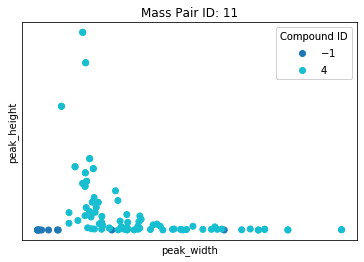 Mass Pair ID: 11
Compound ID
−1
4
peak_height
peak_width